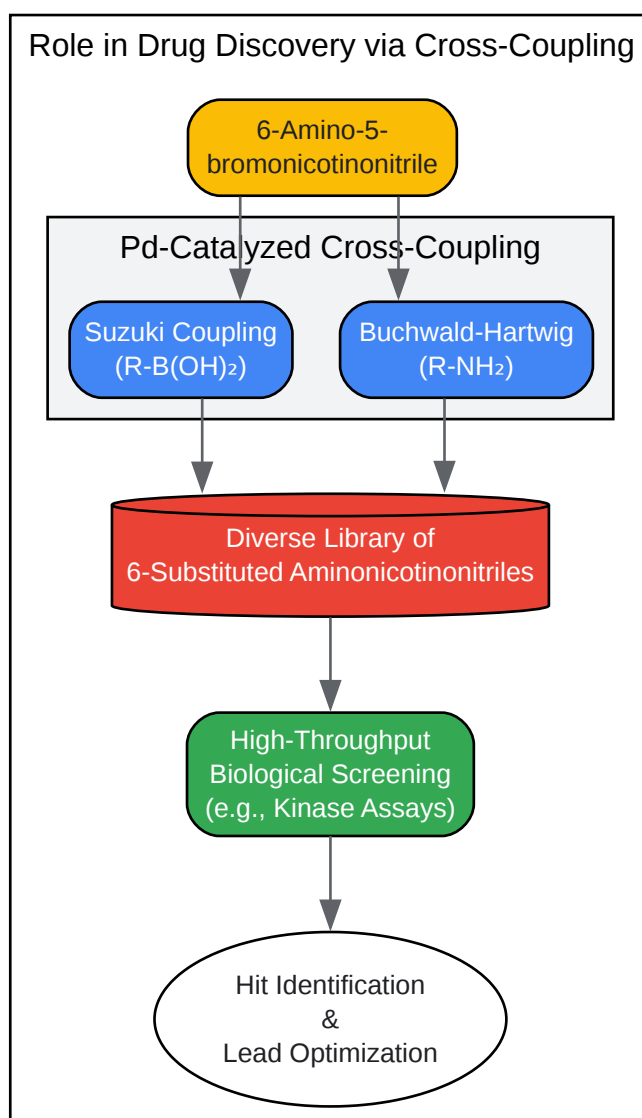 Role in Drug Discovery via Cross-Coupling
6-Amino-5-
bromonicotinonitrile
Pd-Catalyzed Cross-Coupling
Suzuki Coupling
(R-B(OH)₂)
Buchwald-Hartwig
(R-NH₂)
Diverse Library of
6-Substituted Aminonicotinonitriles
High-Throughput
Biological Screening
(e.g., Kinase Assays)
Hit Identification
&
Lead Optimization